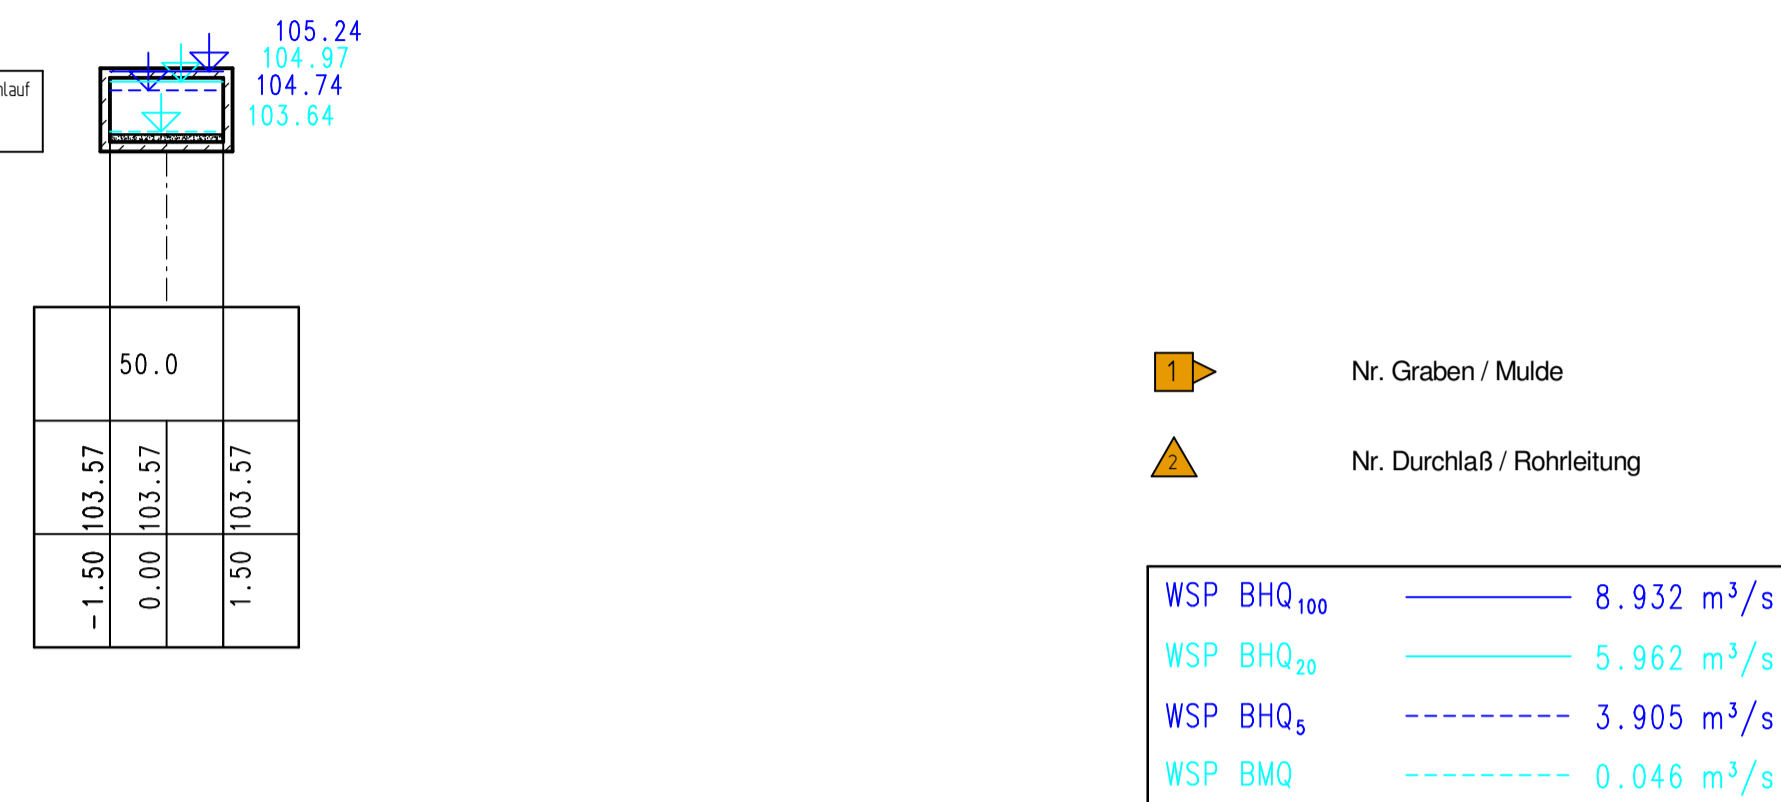 105.24
104.97
104.74
103.64
50.0
-1.50 103.57
0.00 103.57
1.50 103.57
1 Nr. Graben / Mulde
2 Nr. Durchlaß / Rohrleitung
WSP BHQ₁₀₀ 8.932 m³/s
WSP BHQ₂₀ 5.962 m³/s
WSP BHQ₅ 3.905 m³/s
WSP BMQ 0.046 m³/s